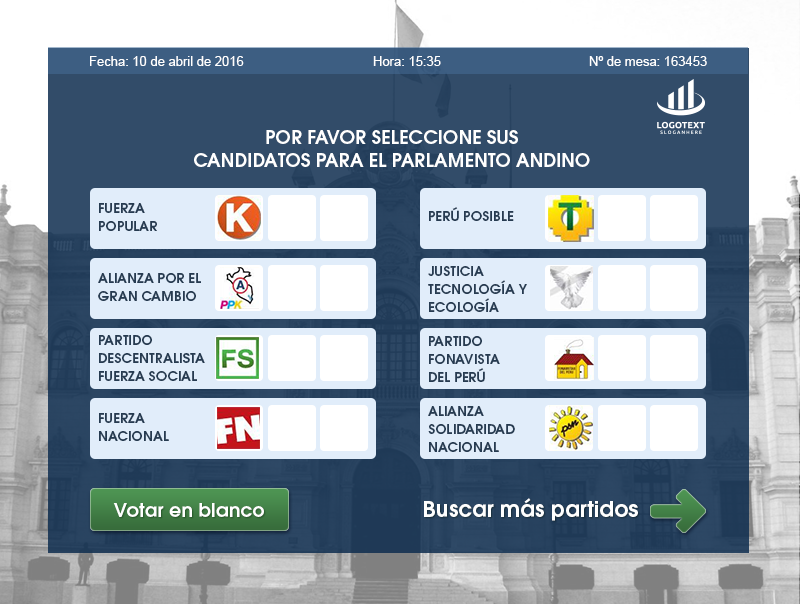 Fecha: 10 de abril de 2016
Hora: 15:35
Nº de mesa: 163453
LOGOTEXT
SLOGANHERE
POR FAVOR SELECCIONE SUS
CANDIDATOS PARA EL PARLAMENTO ANDINO
FUERZA
POPULAR
K
PERÚ POSIBLE
T
ALIANZA POR EL
GRAN CAMBIO
A
PPK
JUSTICIA
TECNOLOGÍA Y
ECOLOGÍA
PARTIDO
DESCENTRALISTA
FUERZA SOCIAL
FS
PARTIDO
FONAVISTA
DEL PERÚ
FUERZA
NACIONAL
FN
ALIANZA
SOLIDARIDAD
NACIONAL
psn
Votar en blanco
Buscar más partidos